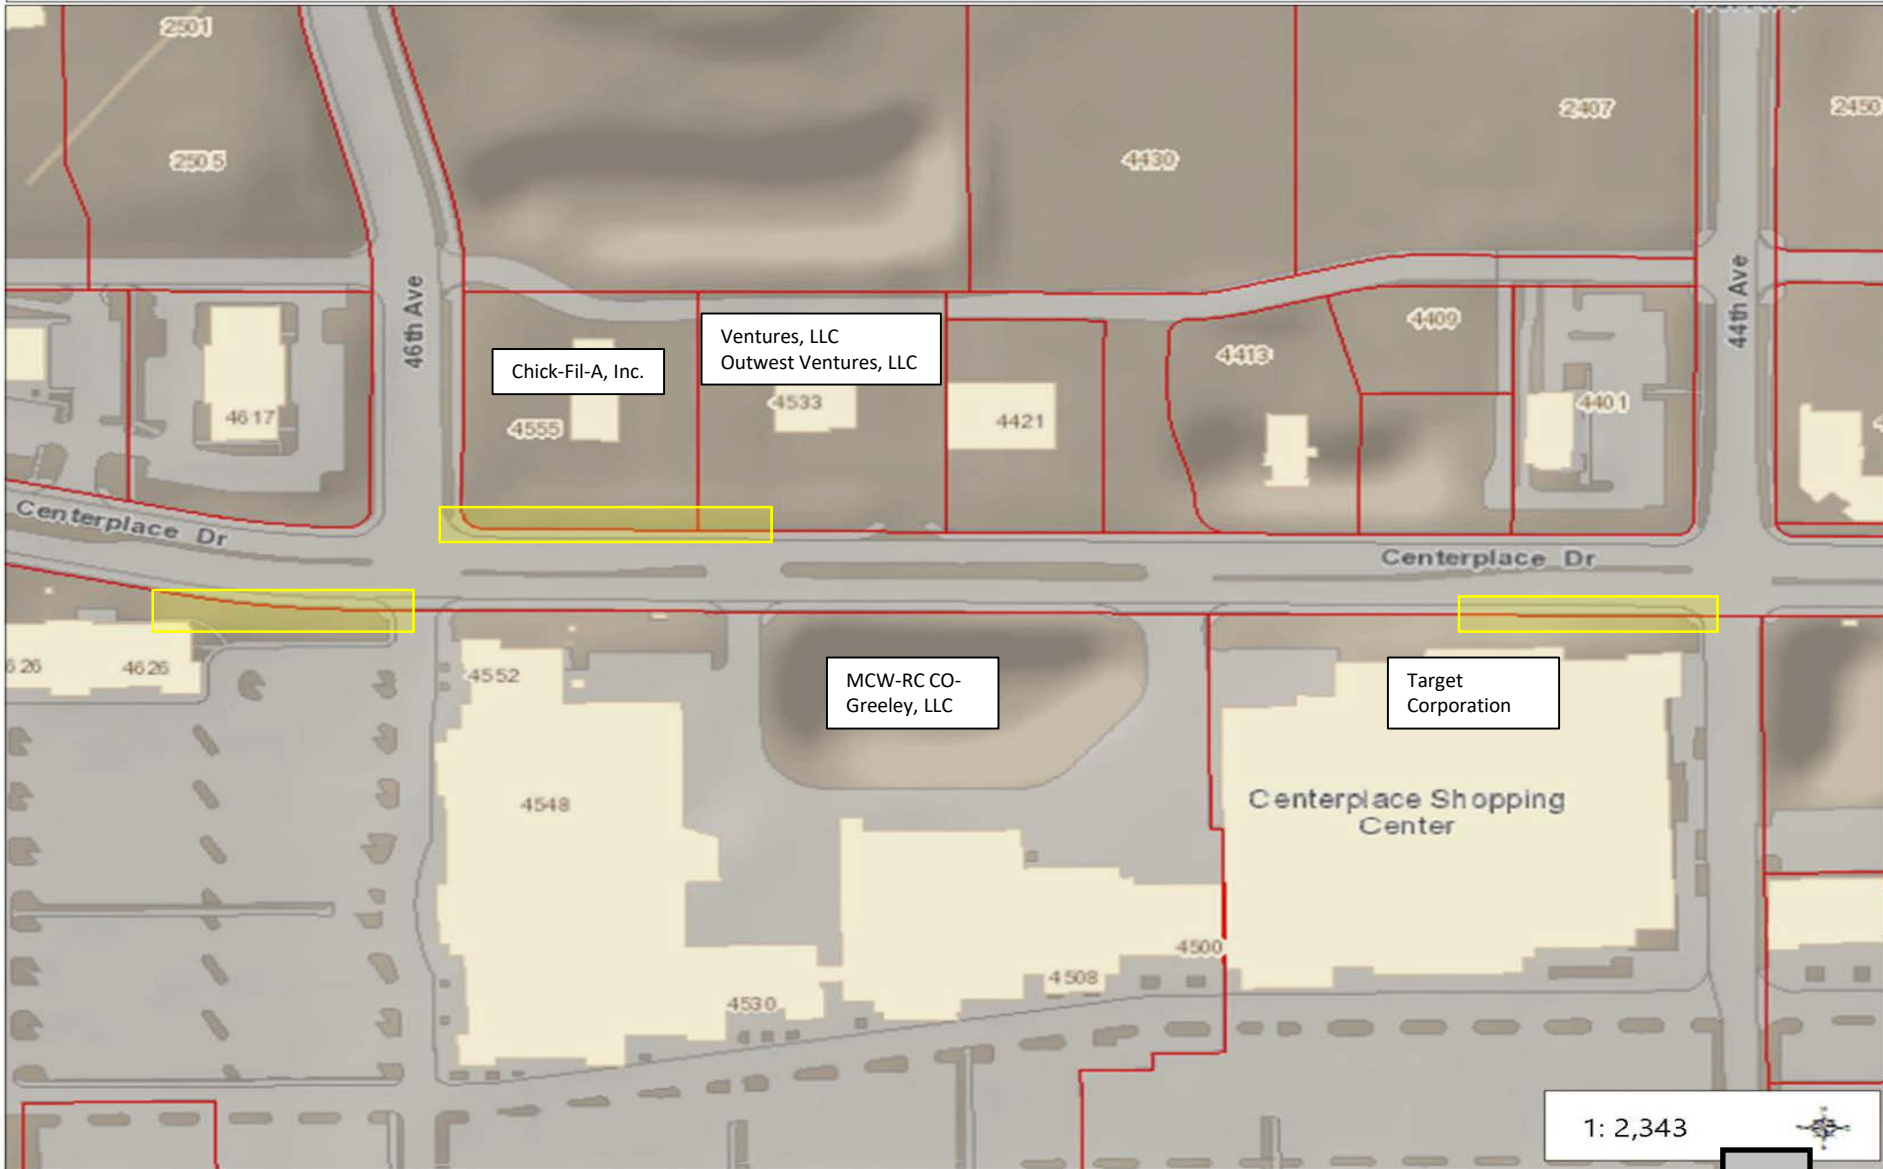 2501
2505
4430
2407
2450
46th Ave
44th Ave
Chick-Fil-A, Inc.
Ventures, LLC
Outwest Ventures, LLC
4409
4413
4617
4555
4533
4421
4401
Centerplace Dr
Centerplace Dr
4626
4552
MCW-RC CO-
Greeley, LLC
Target
Corporation
4548
Centerplace Shopping
Center
4500
4508
4530
1: 2,343